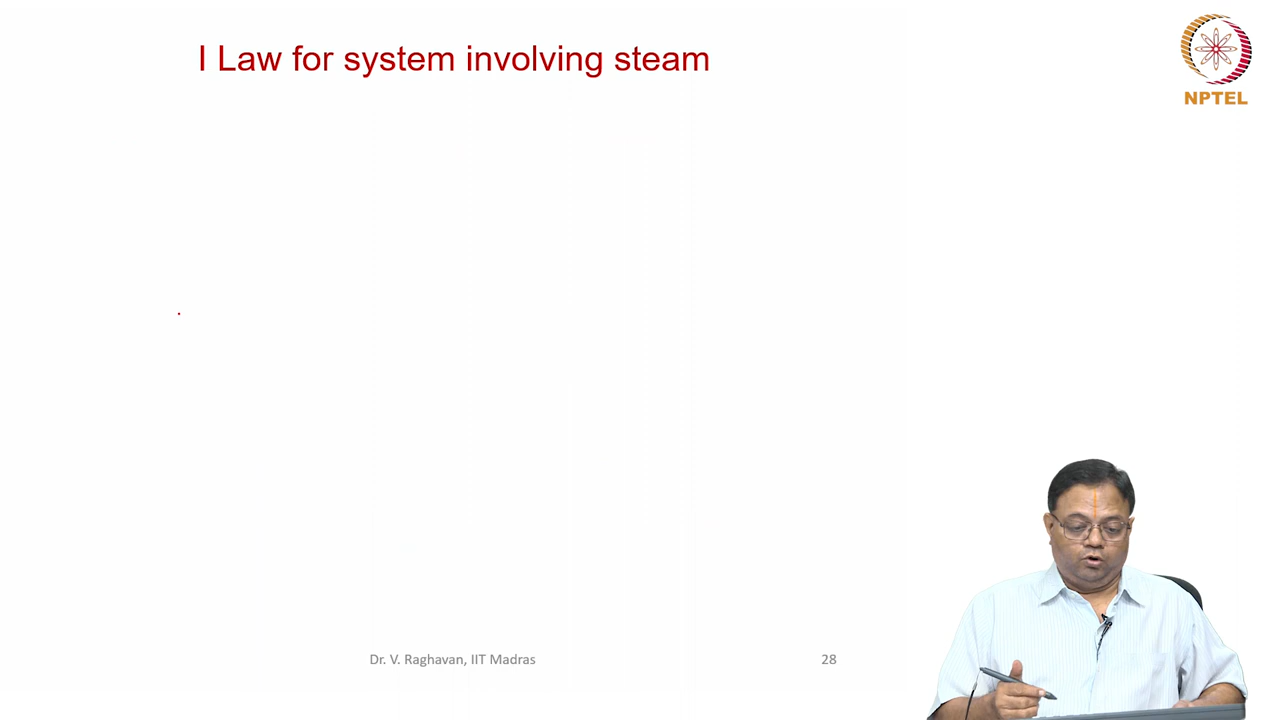 I Law for system involving steam
NPTEL
Dr. V. Raghavan, IIT Madras
28